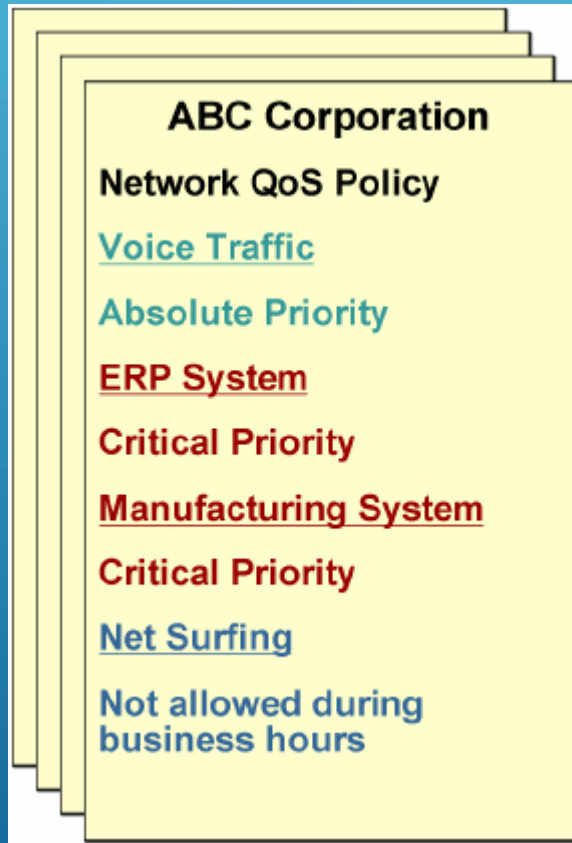 ABC Corporation
Network QoS Policy
Voice Traffic
Absolute Priority
ERP System
Critical Priority
Manufacturing System
Critical Priority
Net Surfing
Not allowed during
business hours